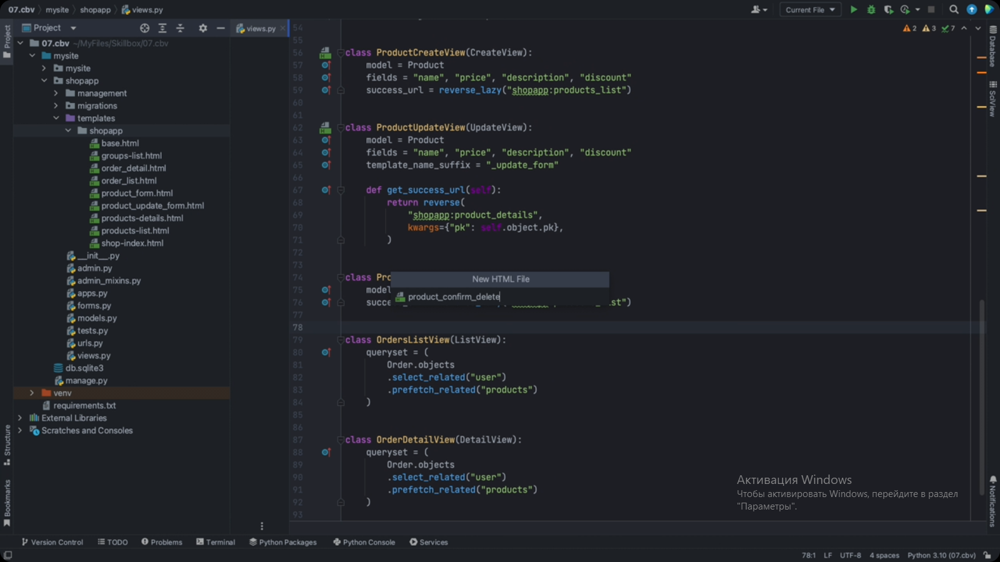 07.cbv mysite shopapp views.py
Current File
Project
Project
views.py
2 3 7
07.cbv ~/MyFiles/Skillbox/07.cbv
mysite
mysite
shopapp
management
migrations
templates
shopapp
base.html
groups-list.html
order_detail.html
order_list.html
product_form.html
product_update_form.html
products-details.html
products-list.html
shop-index.html
__init__.py
admin.py
admin_mixins.py
apps.py
forms.py
models.py
tests.py
urls.py
views.py
db.sqlite3
manage.py
venv
requirements.txt
External Libraries
Scratches and Consoles
Structure
Bookmarks
54
55
56 class ProductCreateView(CreateView):
57 model = Product
58 fields = "name", "price", "description", "discount"
59 success_url = reverse_lazy("shopapp:products_list")
60
61
62 class ProductUpdateView(UpdateView):
63 model = Product
64 fields = "name", "price", "description", "discount"
65 template_name_suffix = "_update_form"
66
67 def get_success_url(self):
68 return reverse(
69 "shopapp:product_details",
70 kwargs={"pk": self.object.pk},
71 )
72
73
74 class Pro
75 model
76 succe st")
New HTML File
product_confirm_delete
77
78
79 class OrdersListView(ListView):
80 queryset = (
81 Order.objects
82 .select_related("user")
83 .prefetch_related("products")
84 )
85
86
87 class OrderDetailView(DetailView):
88 queryset = (
89 Order.objects
90 .select_related("user")
91 .prefetch_related("products")
92 )
93
Database
SciView
Notifications
Активация Windows
Чтобы активировать Windows, перейдите в раздел
"Параметры".
Version Control TODO Problems Terminal Python Packages Python Console Services
78:1 LF UTF-8 4 spaces Python 3.10 (07.cbv)